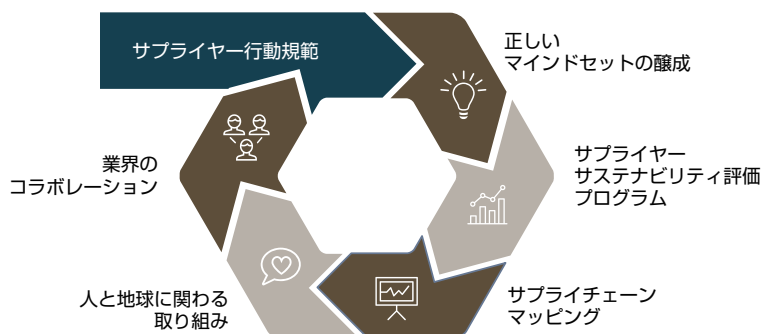 サプライヤー行動規範
正しい
マインドセットの醸成
サプライヤー
サステナビリティ評価
プログラム
サプライチェーン
マッピング
人と地球に関わる
取り組み
業界の
コラボレーション